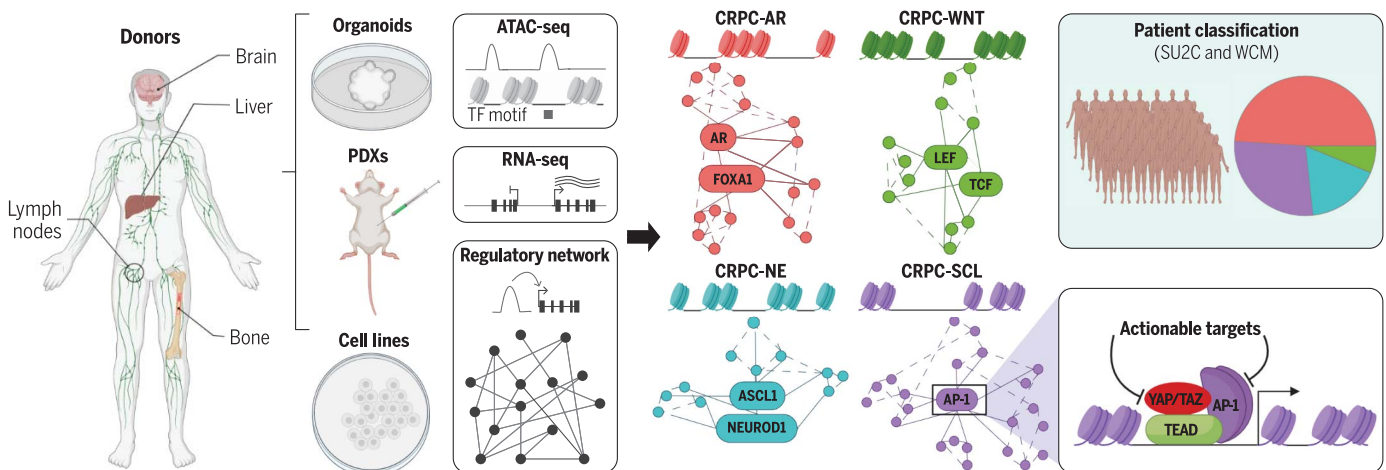 Donors
Brain
Liver
Lymph
nodes
Bone
Organoids
PDXs
Cell lines
ATAC-seq
TF motif
RNA-seq
Regulatory network
CRPC-AR
AR
FOXA1
CRPC-WNT
LEF
TCF
CRPC-NE
ASCL1
NEUROD1
CRPC-SCL
AP-1
Patient classification
(SU2C and WCM)
Actionable targets
YAP/TAZ
AP-1
TEAD